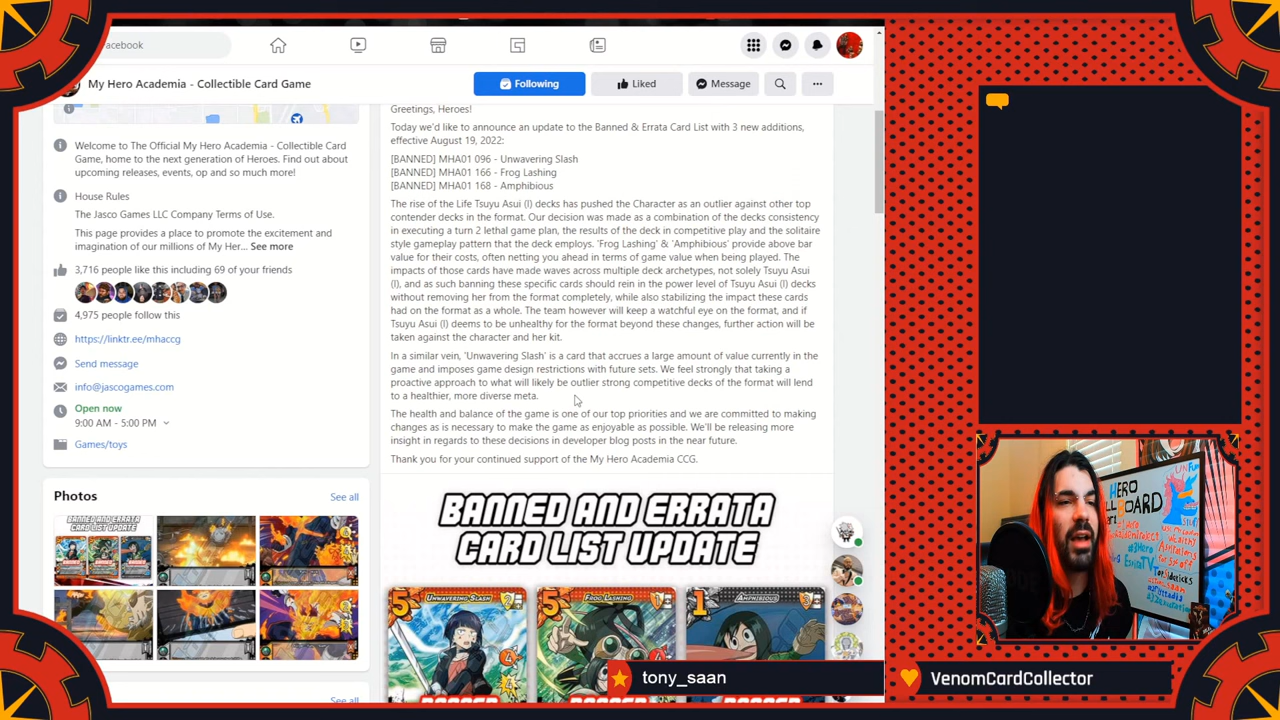 acebook
My Hero Academia - Collectible Card Game
Following
Liked
Message
Welcome to The Official My Hero Academia - Collectible Card
Game, home to the next generation of Heroes. Find out about
upcoming releases, events, op and so much more!
House Rules
The Jasco Games LLC Company Terms of Use.
This page provides a place to promote the excitement and
imagination of our millions of My Her... See more
3,716 people like this including 69 of your friends
4,975 people follow this
https://linktr.ee/mhaccg
Send message
info@jascogames.com
Open now
9:00 AM - 5:00 PM
Games/toys
Photos
See all
See all
Greetings, Heroes!
Today we'd like to announce an update to the Banned & Errata Card List with 3 new additions,
effective August 19, 2022:
[BANNED] MHA01 096 - Unwavering Slash
[BANNED] MHA01 166 - Frog Lashing
[BANNED] MHA01 168 - Amphibious
The rise of the Life Tsuyu Asui (I) decks has pushed the Character as an outlier against other top
contender decks in the format. Our decision was made as a combination of the decks consistency
in executing a turn 2 lethal game plan, the results of the deck in competitive play and the solitaire
style gameplay pattern that the deck employs. 'Frog Lashing' & 'Amphibious' provide above bar
value for their costs, often netting you ahead in terms of game value when being played. The
impacts of those cards have made waves across multiple deck archetypes, not solely Tsuyu Asui
(I), and as such banning these specific cards should rein in the power level of Tsuyu Asui (I) decks
without removing her from the format completely, while also stabilizing the impact these cards
had on the format as a whole. The team however will keep a watchful eye on the format, and if
Tsuyu Asui (I) deems to be unhealthy for the format beyond these changes, further action will be
taken against the character and her kit.
In a similar vein, 'Unwavering Slash' is a card that accrues a large amount of value currently in the
game and imposes game design restrictions with future sets. We feel strongly that taking a
proactive approach to what will likely be outlier strong competitive decks of the format will lend
to a healthier, more diverse meta.
The health and balance of the game is one of our top priorities and we are committed to making
changes as is necessary to make the game as enjoyable as possible. We'll be releasing more
insight in regards to these decisions in developer blog posts in the near future.
Thank you for your continued support of the My Hero Academia CCG.
BANNED AND ERRATA
CARD LIST UPDATE
5 UNWAVERING SLASH
5 FROG LASHING
1 AMPHIBIOUS
tony_saan
VenomCardCollector
HERO